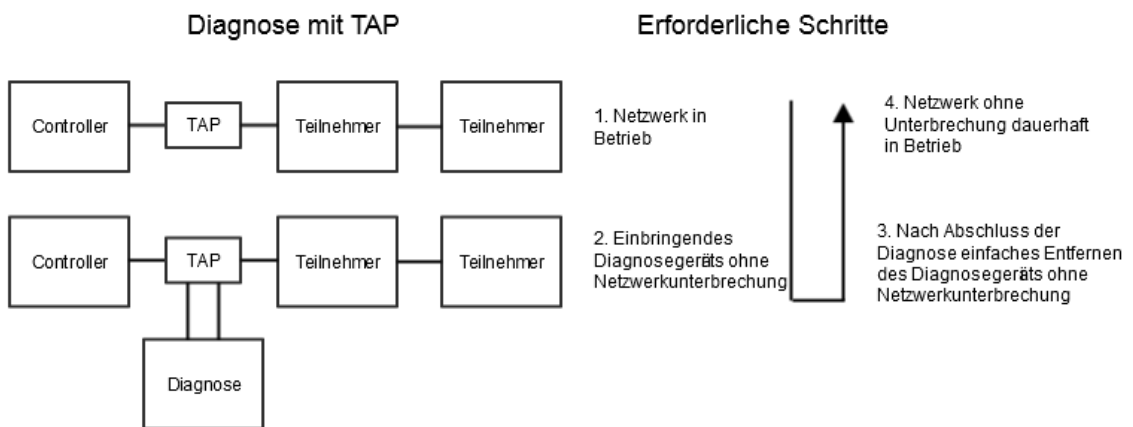 Diagnose mit TAP
Erforderliche Schritte
Controller
TAP
Teilnehmer
Teilnehmer
1. Netzwerk in
Betrieb
4. Netzwerk ohne
Unterbrechung dauerhaft
in Betrieb
Controller
TAP
Teilnehmer
Teilnehmer
2. Einbringendes
Diagnosegeräts ohne
Netzwerkunterbrechung
3. Nach Abschluss der
Diagnose einfaches Entfernen
des Diagnosegeräts ohne
Netzwerkunterbrechung
Diagnose